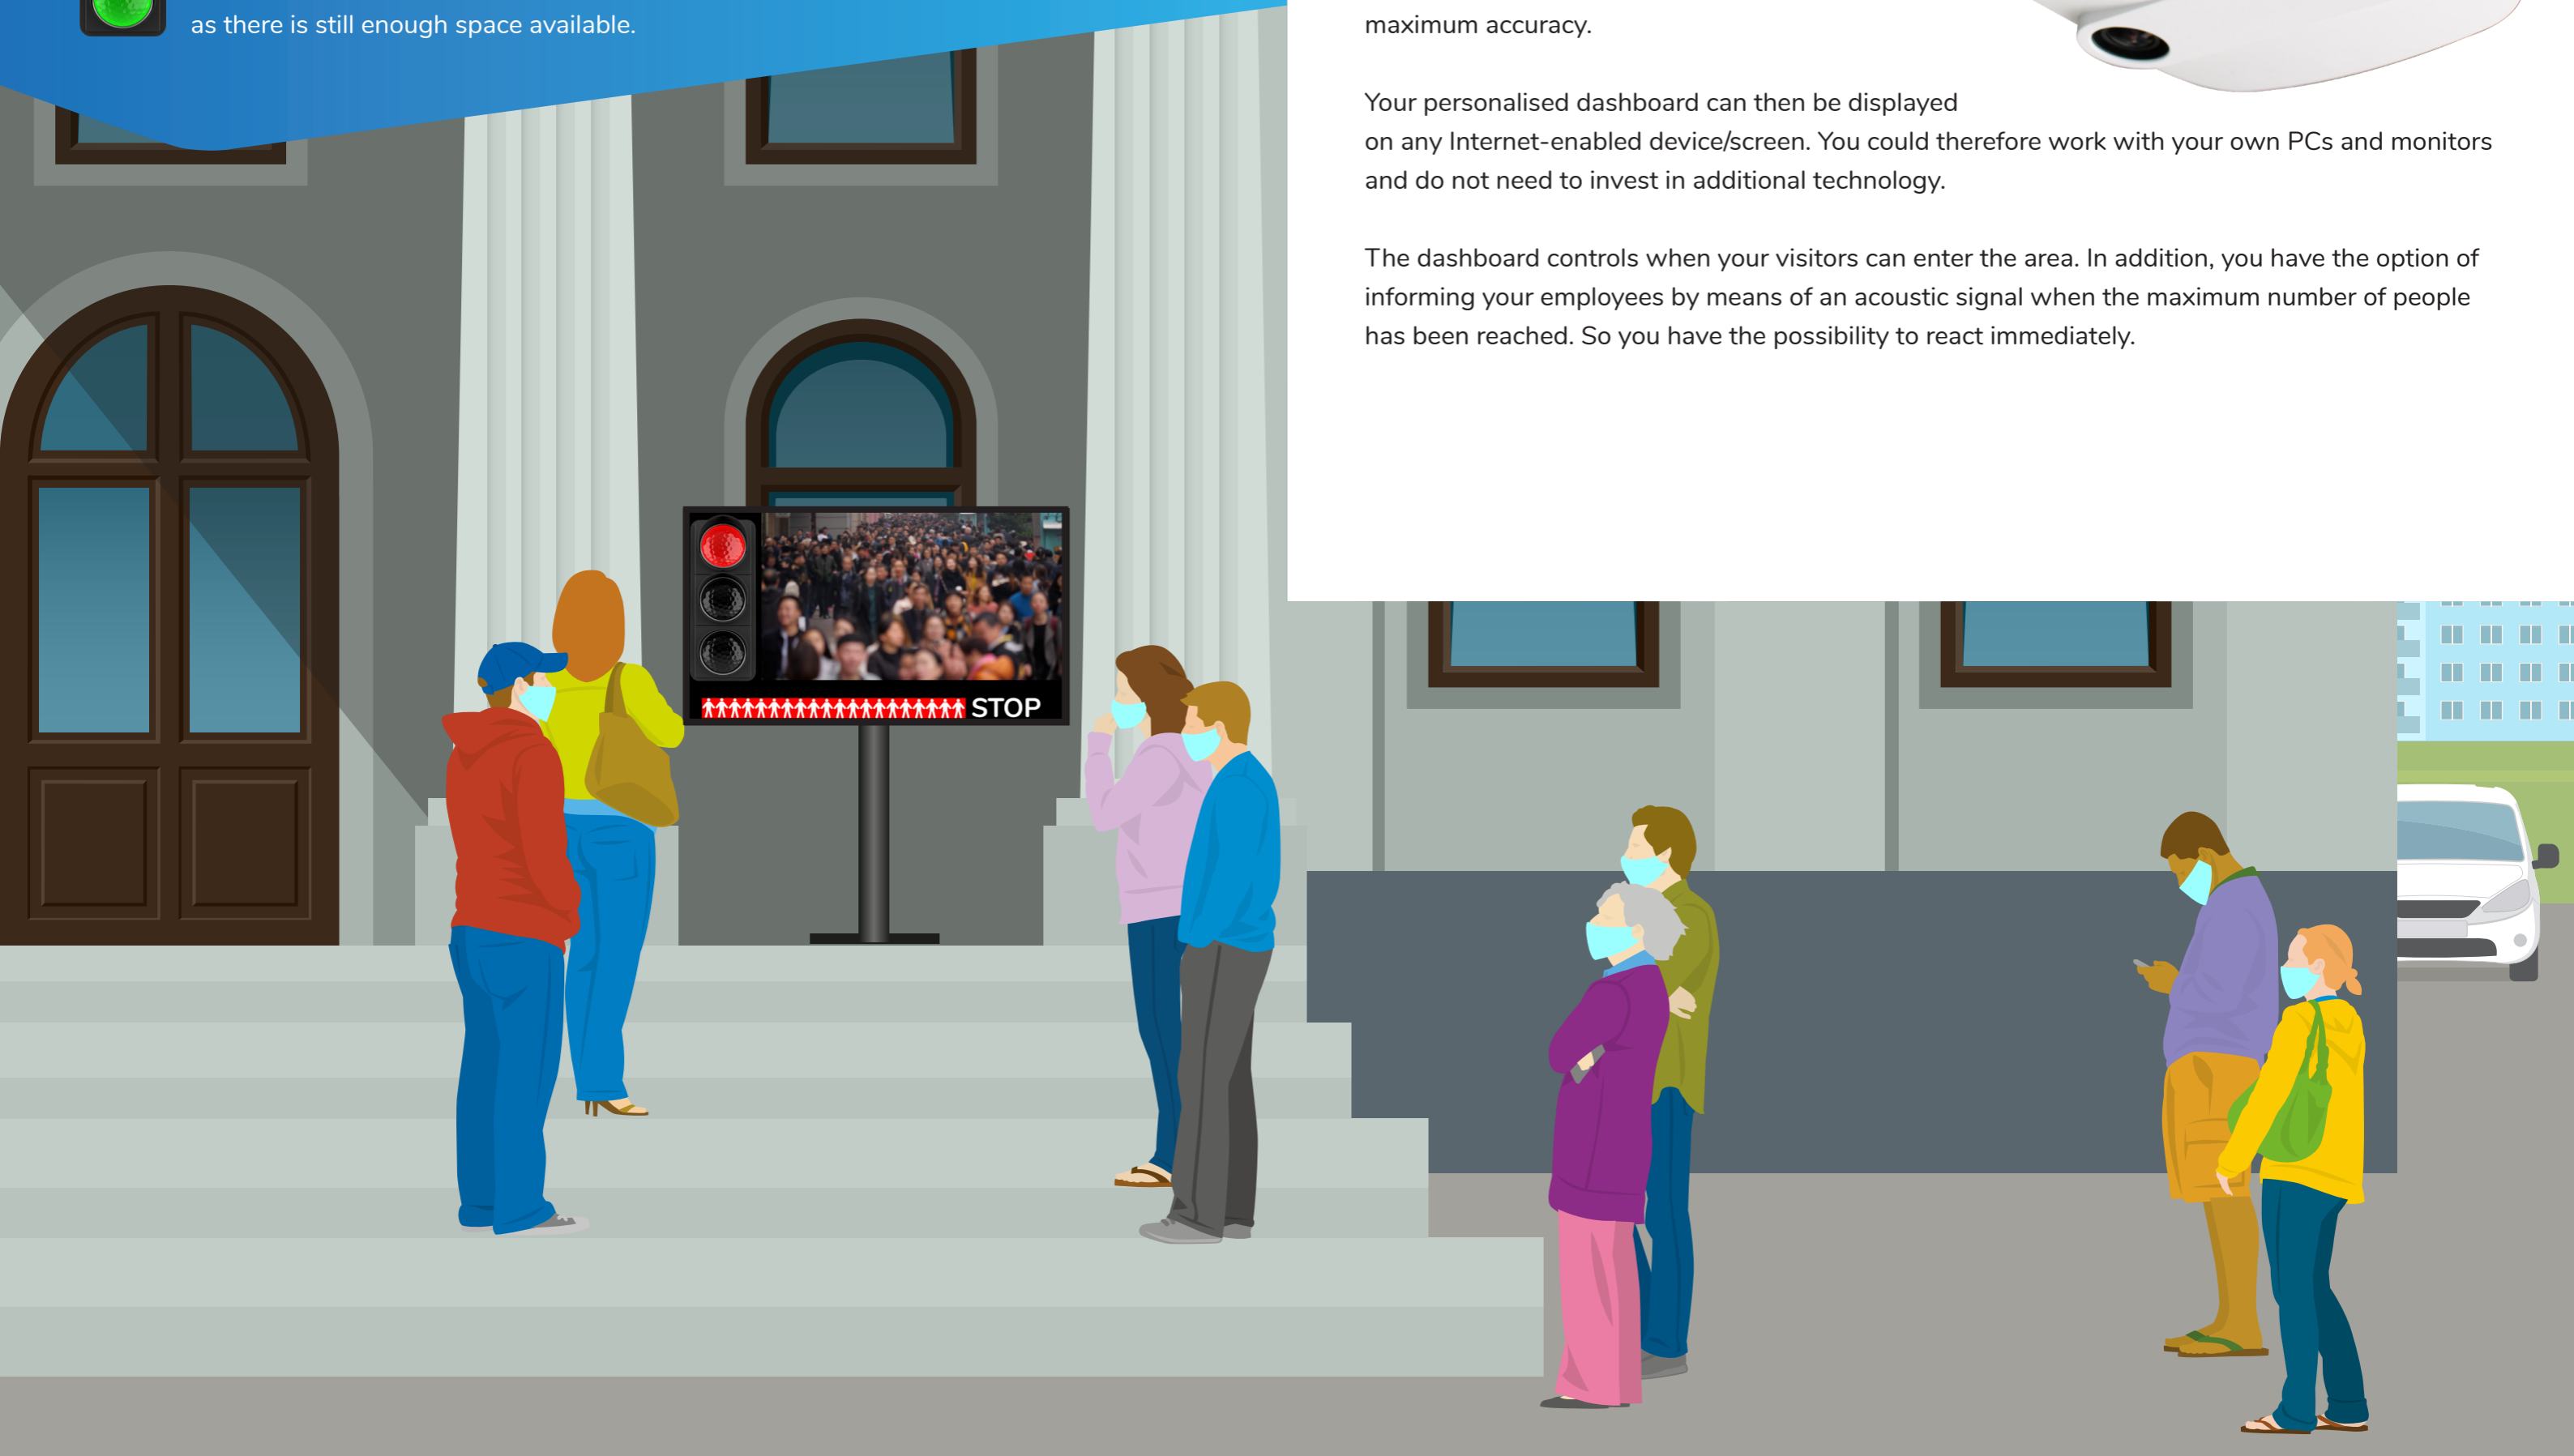 as there is still enough space available.
maximum accuracy.
Your personalised dashboard can then be displayed
on any Internet-enabled device/screen. You could therefore work with your own PCs and monitors
and do not need to invest in additional technology.
The dashboard controls when your visitors can enter the area. In addition, you have the option of
informing your employees by means of an acoustic signal when the maximum number of people
has been reached. So you have the possibility to react immediately.
STOP